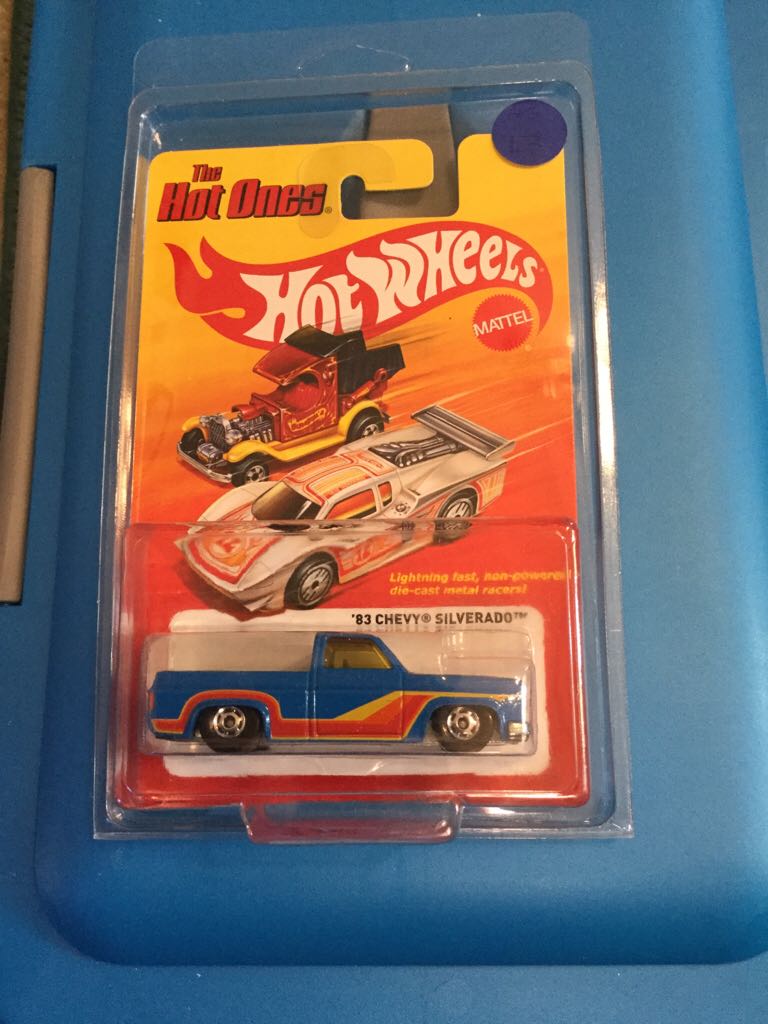 The
Hot Ones®
Hot Wheels®
MATTEL
Lightning fast, non-powered
die-cast metal racers!
'83 CHEVY® SILVERADO™